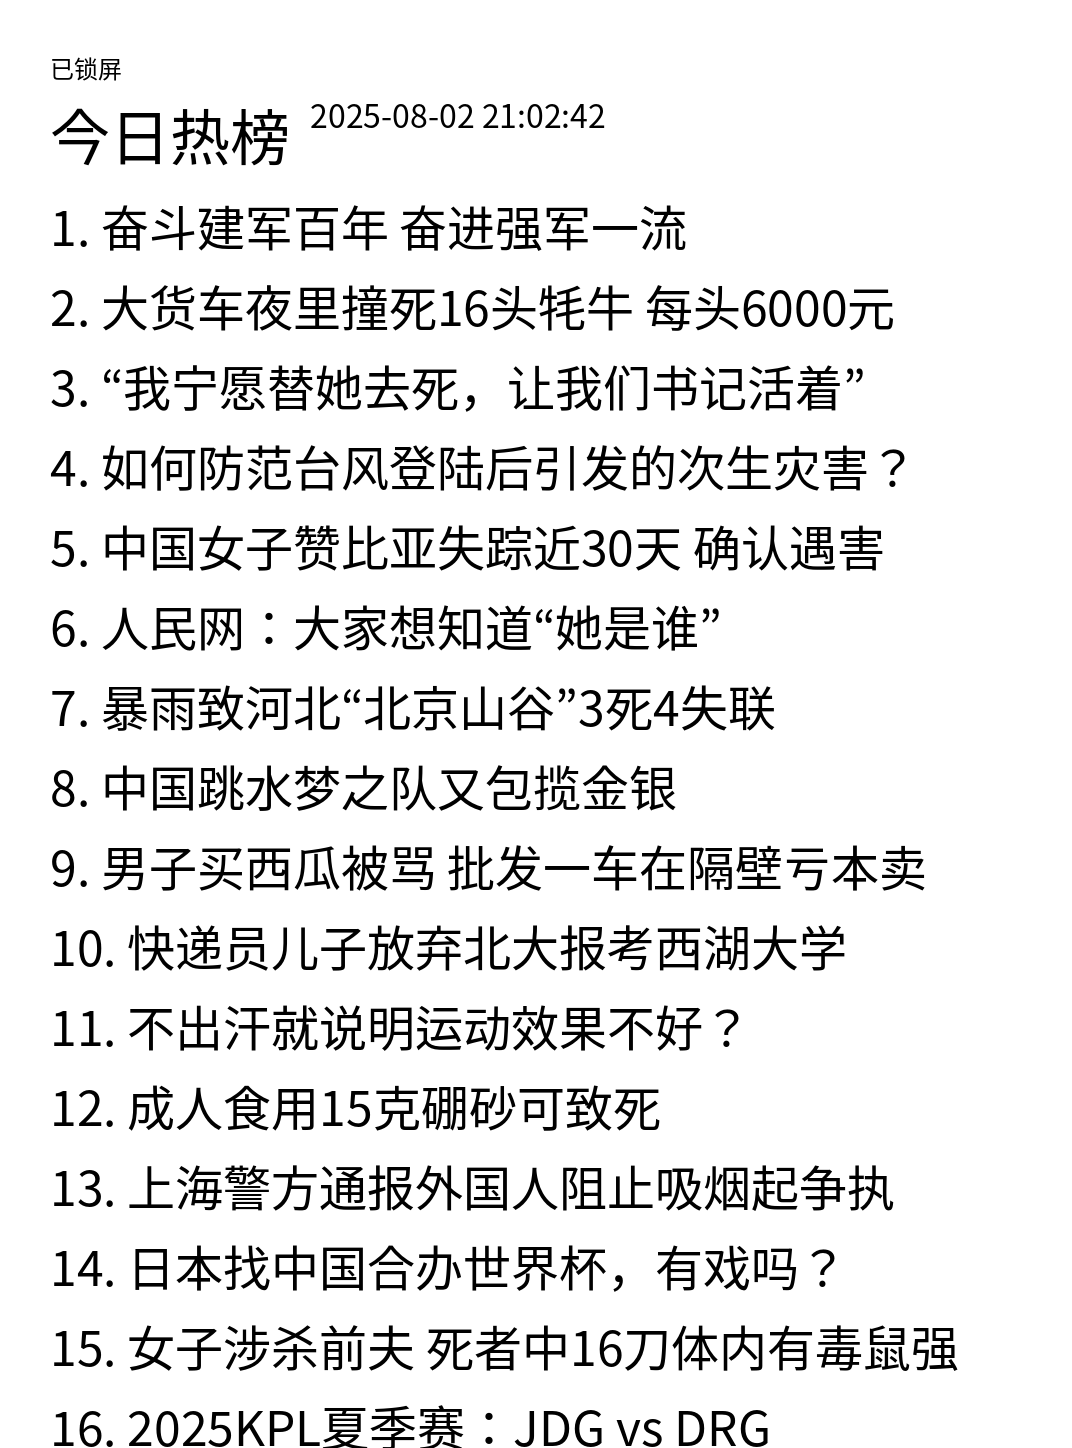 已锁屏
今日热榜 2025-08-02 21:02:42
1. 奋斗建军百年 奋进强军一流
2. 大货车夜里撞死16头牦牛 每头6000元
3. “我宁愿替她去死，让我们书记活着”
4. 如何防范台风登陆后引发的次生灾害？
5. 中国女子赞比亚失踪近30天 确认遇害
6. 人民网：大家想知道“她是谁”
7. 暴雨致河北“北京山谷”3死4失联
8. 中国跳水梦之队又包揽金银
9. 男子买西瓜被骂 批发一车在隔壁亏本卖
10. 快递员儿子放弃北大报考西湖大学
11. 不出汗就说明运动效果不好？
12. 成人食用15克硼砂可致死
13. 上海警方通报外国人阻止吸烟起争执
14. 日本找中国合办世界杯，有戏吗？
15. 女子涉杀前夫 死者中16刀体内有毒鼠强
16. 2025KPL夏季赛：JDG vs DRG